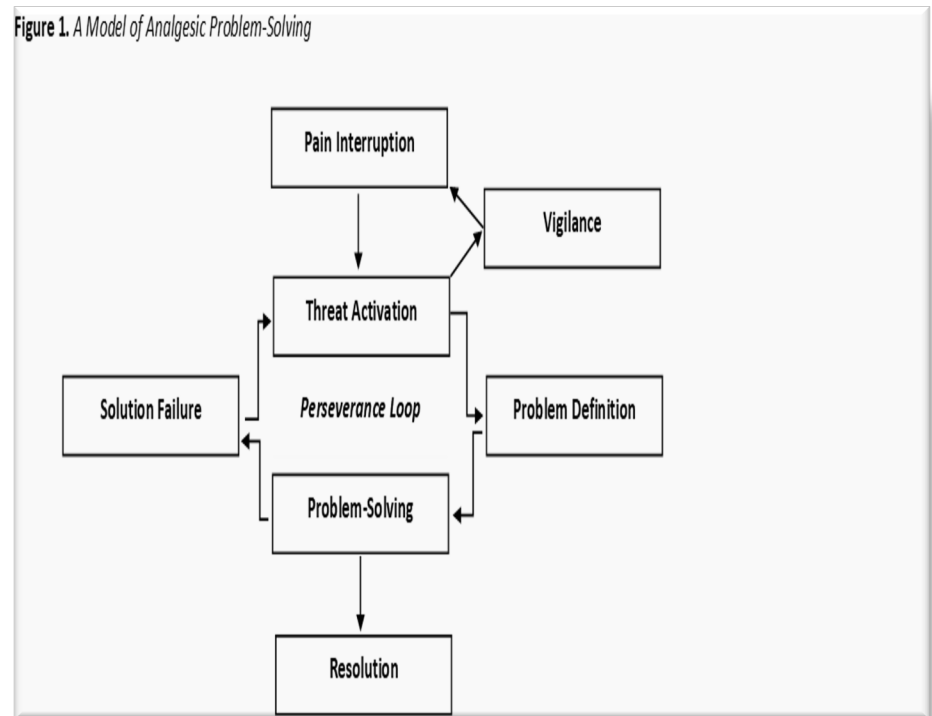 Figure 1. A Model of Analgesic Problem-Solving
Pain Interruption
Vigilance
Threat Activation
Solution Failure
Perseverance Loop
Problem Definition
Problem-Solving
Resolution